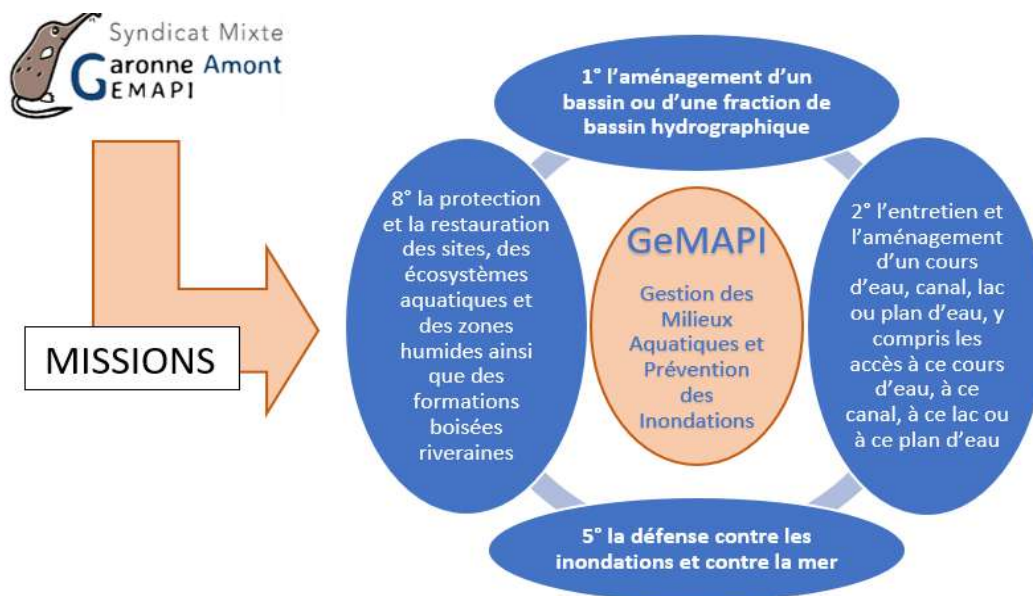 Syndicat Mixte
Garonne Amont
GEMAPI
MISSIONS
1° l'aménagement d'un
bassin ou d'une fraction de
bassin hydrographique
2° l'entretien et
l'aménagement
d'un cours
d'eau, canal, lac
ou plan d'eau, y
compris les
accès à ce cours
d'eau, à ce
canal, à ce lac ou
à ce plan d'eau
5° la défense contre les
inondations et contre la mer
8° la protection
et la restauration
des sites, des
écosystèmes
aquatiques et
des zones
humides ainsi
que des
formations
boisées
riveraines
GeMAPI
Gestion des
Milieux
Aquatiques et
Prévention
des
Inondations